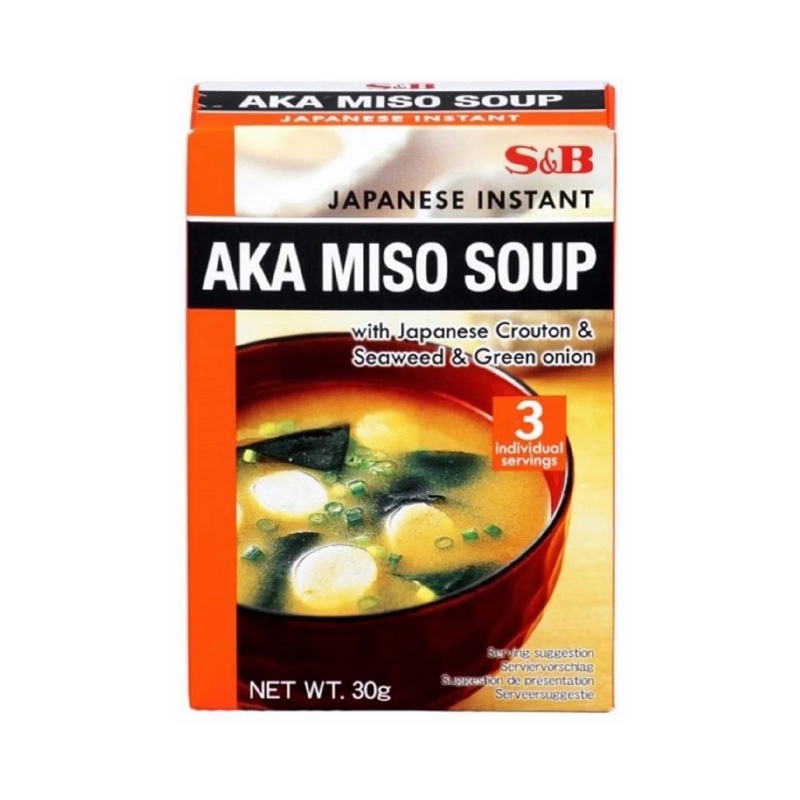 S&B
AKA MISO SOUP
JAPANESE INSTANT
S&B
JAPANESE INSTANT
AKA MISO SOUP
with Japanese Crouton &
Seaweed & Green onion
3
individual
servings
Serving suggestion
Serviervorschlag
Suggestion de présentation
Serveersuggestie
NET WT. 30g